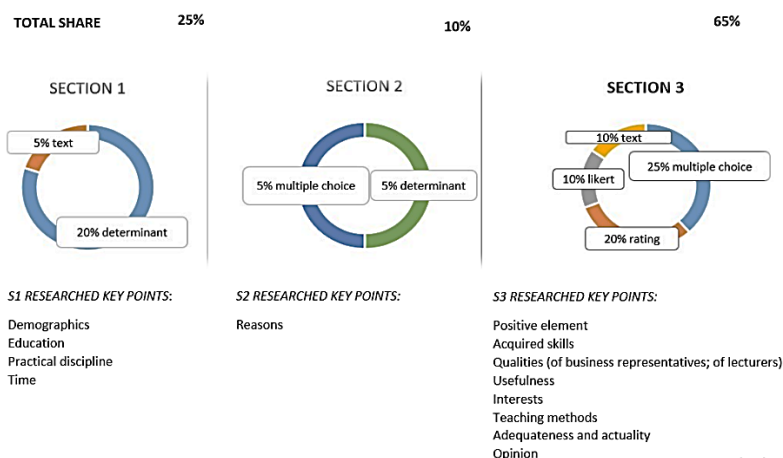 TOTAL SHARE 25% 10% 65%
SECTION 1
5% text
20% determinant
SECTION 2
5% multiple choice
5% determinant
SECTION 3
10% text
25% multiple choice
10% likert
20% rating
S1 RESEARCHED KEY POINTS:
Demographics
Education
Practical discipline
Time
S2 RESEARCHED KEY POINTS:
Reasons
S3 RESEARCHED KEY POINTS:
Positive element
Acquired skills
Qualities (of business representatives; of lecturers)
Usefulness
Interests
Teaching methods
Adequateness and actuality
Opinion